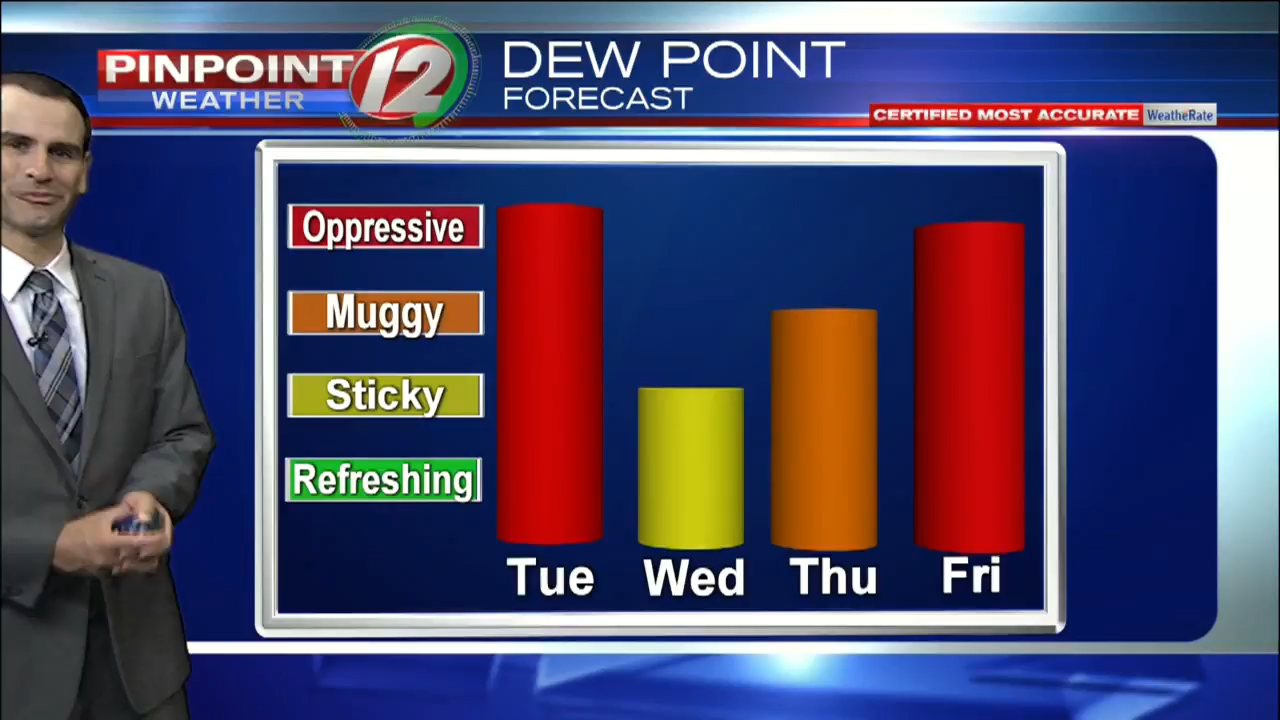 PINPOINT 12
WEATHER
DEW POINT
FORECAST
CERTIFIED MOST ACCURATE WeatheRate
Oppressive
Muggy
Sticky
Refreshing
Tue Wed Thu Fri